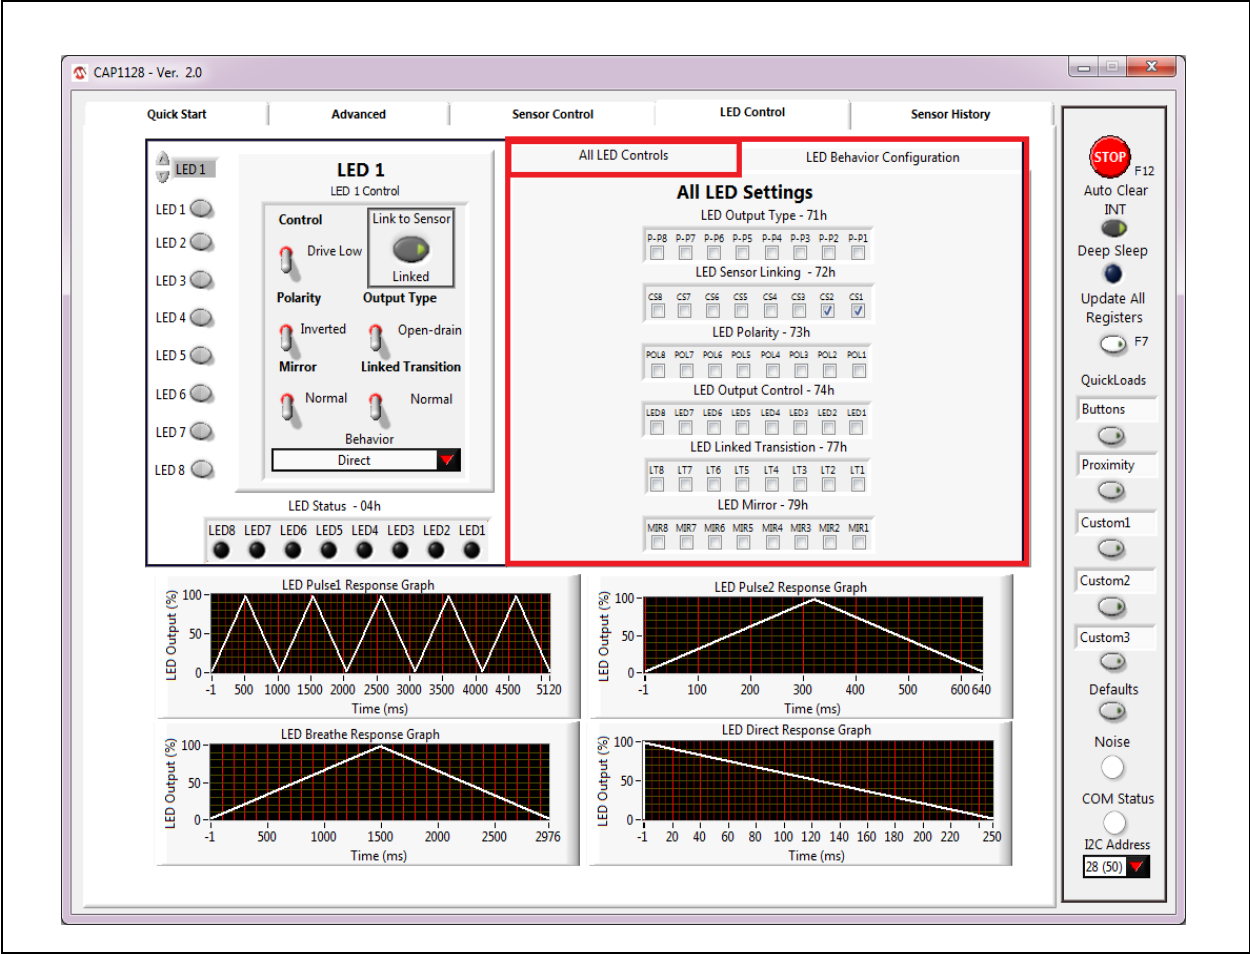 CAP1128 - Ver.  2.0
Quick Start
Advanced
Sensor Control
LED Control
Sensor History
LED 1
LED 1
LED 2
LED 3
LED 4
LED 5
LED 6
LED 7
LED 8
LED 1
LED 1 Control
Control
Link to Sensor
Drive Low
Linked
Polarity
Output Type
Inverted
Open-drain
Mirror
Linked Transition
Normal
Normal
Behavior
Direct
LED Status - 04h
LED8 LED7 LED6 LED5 LED4 LED3 LED2 LED1
All LED Controls
LED Behavior Configuration
All LED Settings
LED Output Type - 71h
P-P8 P-P7 P-P6 P-P5 P-P4 P-P3 P-P2 P-P1
LED Sensor Linking - 72h
CS8 CS7 CS6 CS5 CS4 CS3 CS2 CS1
LED Polarity - 73h
POL8 POL7 POL6 POL5 POL4 POL3 POL2 POL1
LED Output Control - 74h
LED8 LED7 LED6 LED5 LED4 LED3 LED2 LED1
LED Linked Transistion - 77h
LT8 LT7 LT6 LT5 LT4 LT3 LT2 LT1
LED Mirror - 79h
MIR8 MIR7 MIR6 MIR5 MIR4 MIR3 MIR2 MIR1
LED Pulse1 Response Graph
LED Output (%)
100
50
0
-1 500 1000 1500 2000 2500 3000 3500 4000 4500 5120
Time (ms)
LED Pulse2 Response Graph
LED Output (%)
100
50
0
-1 100 200 300 400 500 600 640
Time (ms)
LED Breathe Response Graph
LED Output (%)
100
50
0
-1 500 1000 1500 2000 2500 2976
Time (ms)
LED Direct Response Graph
LED Output (%)
100
50
0
-1 20 40 60 80 100 120 140 160 180 200 220 250
Time (ms)
STOP
F12
Auto Clear
INT
Deep Sleep
Update All
Registers
F7
QuickLoads
Buttons
Proximity
Custom1
Custom2
Custom3
Defaults
Noise
COM Status
I2C Address
28 (50)